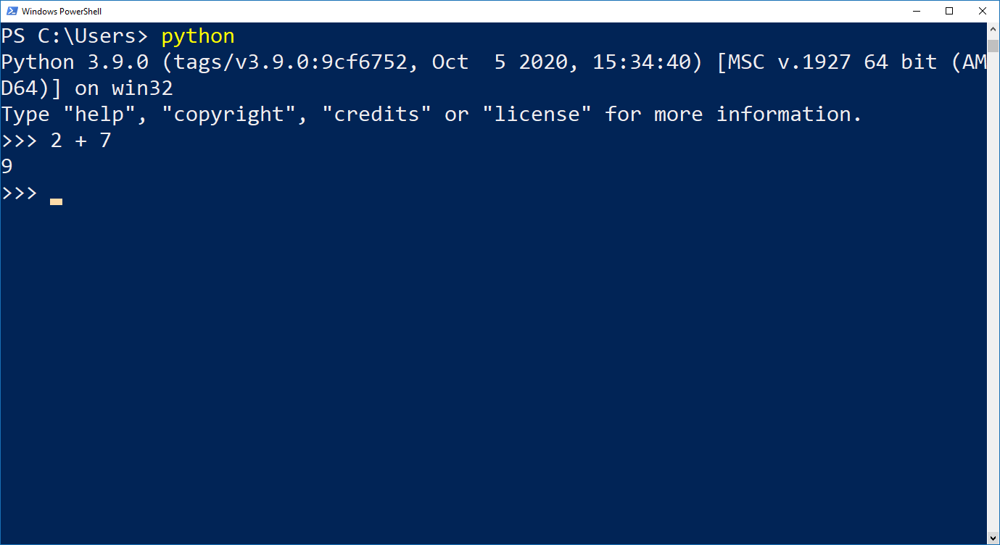 Windows PowerShell
PS C:\Users> python
Python 3.9.0 (tags/v3.9.0:9cf6752, Oct  5 2020, 15:34:40) [MSC v.1927 64 bit (AM
D64)] on win32
Type "help", "copyright", "credits" or "license" for more information.
>>> 2 + 7
9
>>>